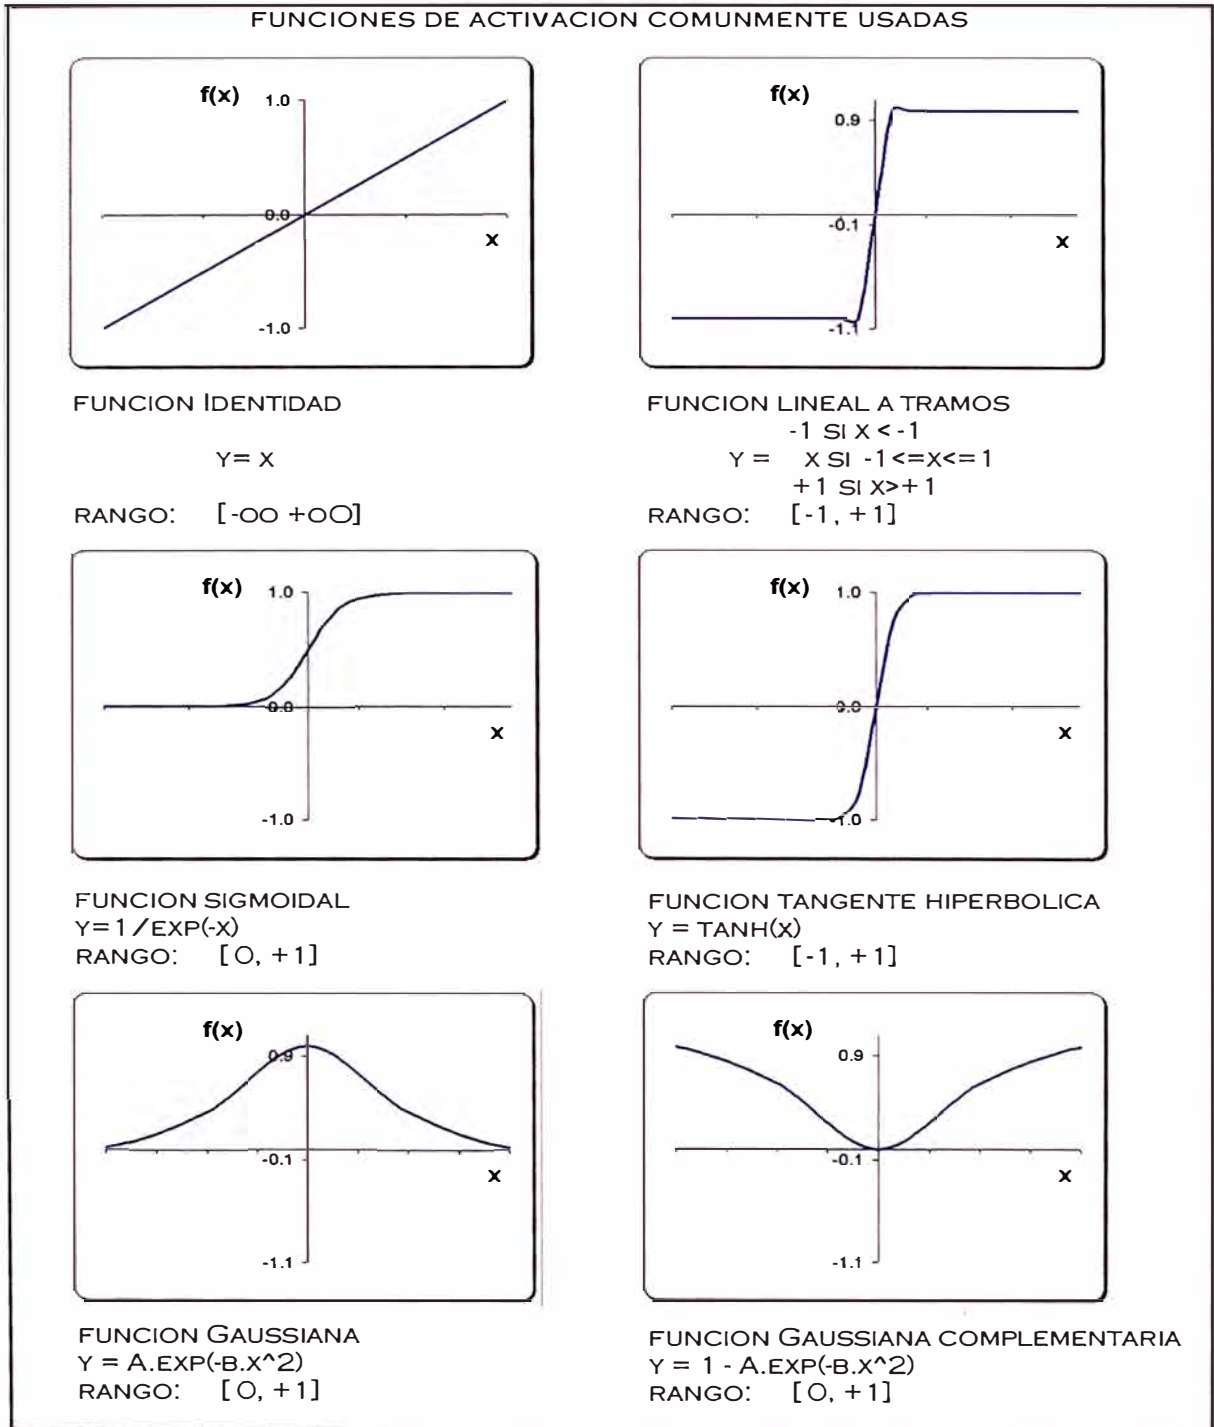 FUNCIONES DE ACTIVACION COMUNMENTE USADAS
f(x)
1.0
0.0
x
-1.0
f(x)
0.9
-0.1
x
-1.1
FUNCION IDENTIDAD
Y= X
RANGO: [-OO +OO]
FUNCION LINEAL A TRAMOS
-1 SI X < -1
Y = X SI -1<=X<=1
+1 SI X>+1
RANGO: [-1, +1]
f(x)
1.0
0.0
x
-1.0
f(x)
1.0
0.0
x
-1.0
FUNCION SIGMOIDAL
Y=1/EXP(-X)
RANGO: [0, +1]
FUNCION TANGENTE HIPERBOLICA
Y = TANH(X)
RANGO: [-1, +1]
f(x)
0.9
-0.1
x
-1.1
f(x)
0.9
-0.1
x
-1.1
FUNCION GAUSSIANA
Y = A.EXP(-B.X^2)
RANGO: [0, +1]
FUNCION GAUSSIANA COMPLEMENTARIA
Y = 1 - A.EXP(-B.X^2)
RANGO: [0, +1]